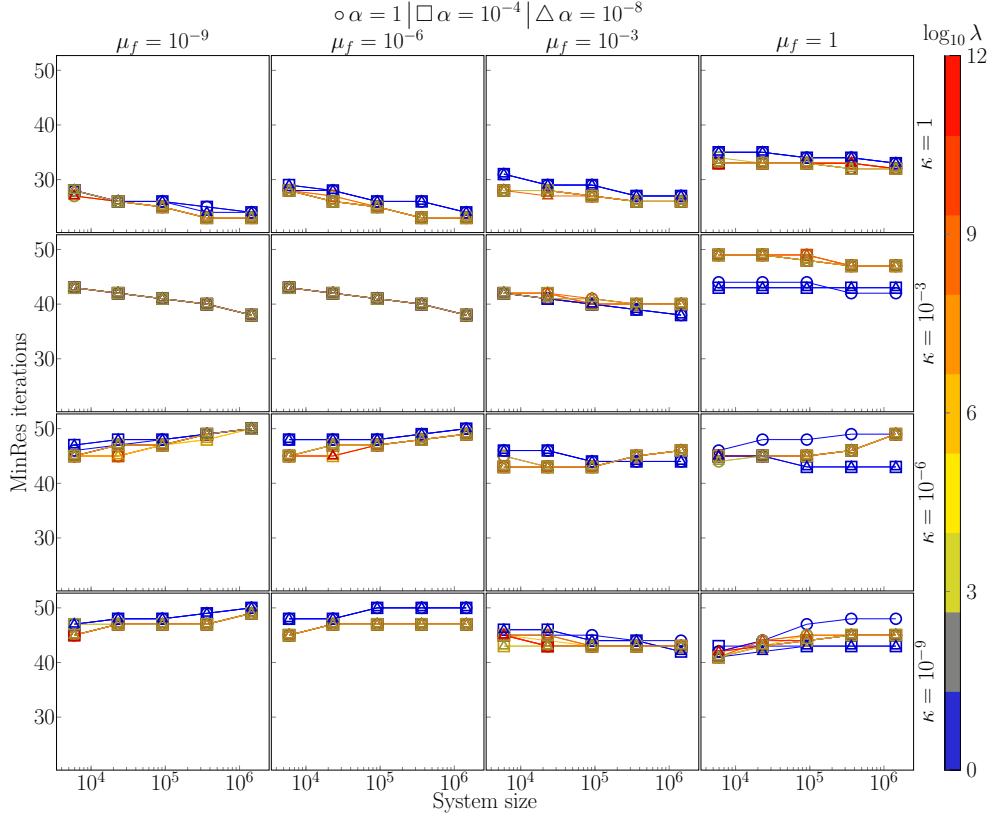 ○ α = 1 | □ α = 10⁻⁴ | △ α = 10⁻⁸
μ_f = 10⁻⁹ μ_f = 10⁻⁶ μ_f = 10⁻³ μ_f = 1
log₁₀ λ
50
40
30
κ = 1
50
40
30
κ = 10⁻³
50
40
30
κ = 10⁻⁶
50
40
30
κ = 10⁻⁹
MinRes iterations
10⁴ 10⁵ 10⁶ 10⁴ 10⁵ 10⁶ 10⁴ 10⁵ 10⁶ 10⁴ 10⁵ 10⁶
System size
12
9
6
3
0